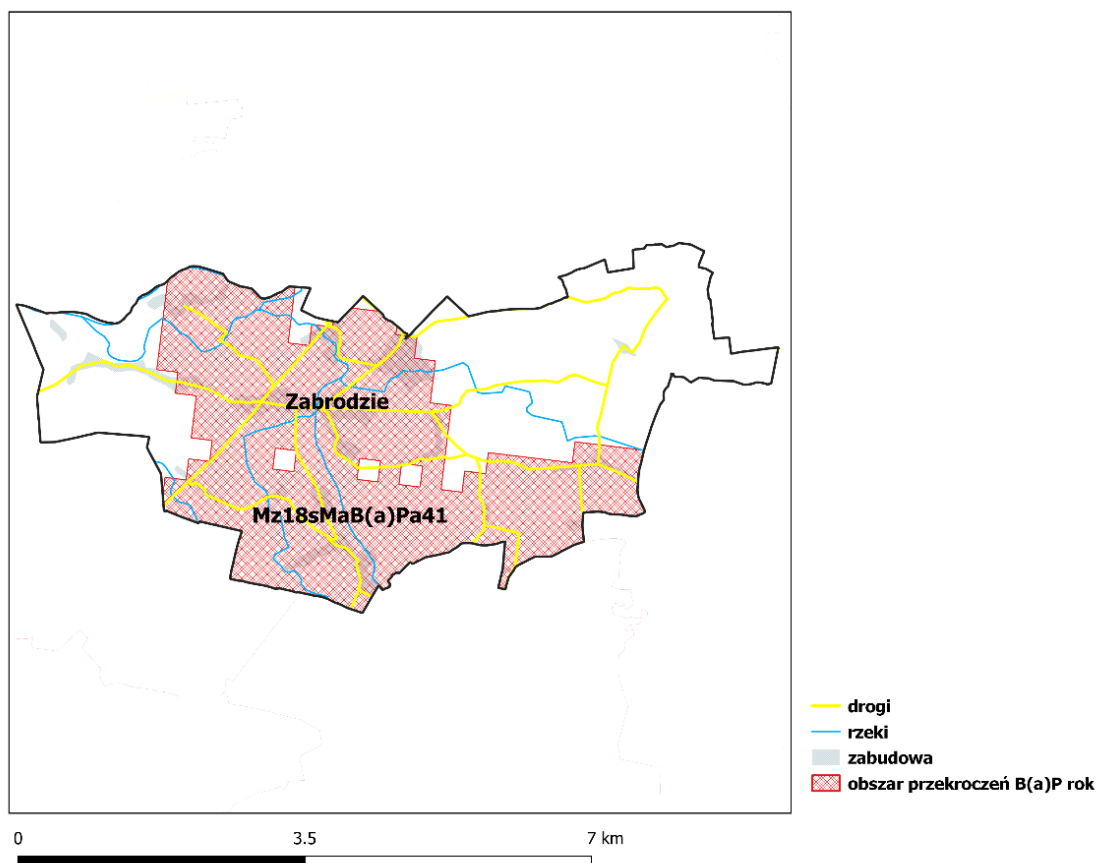 Zabrodzie
Mz18sMaB(a)Pa41
drogi
rzeki
zabudowa
obszar przekroczeń B(a)P rok
0 3.5 7 km